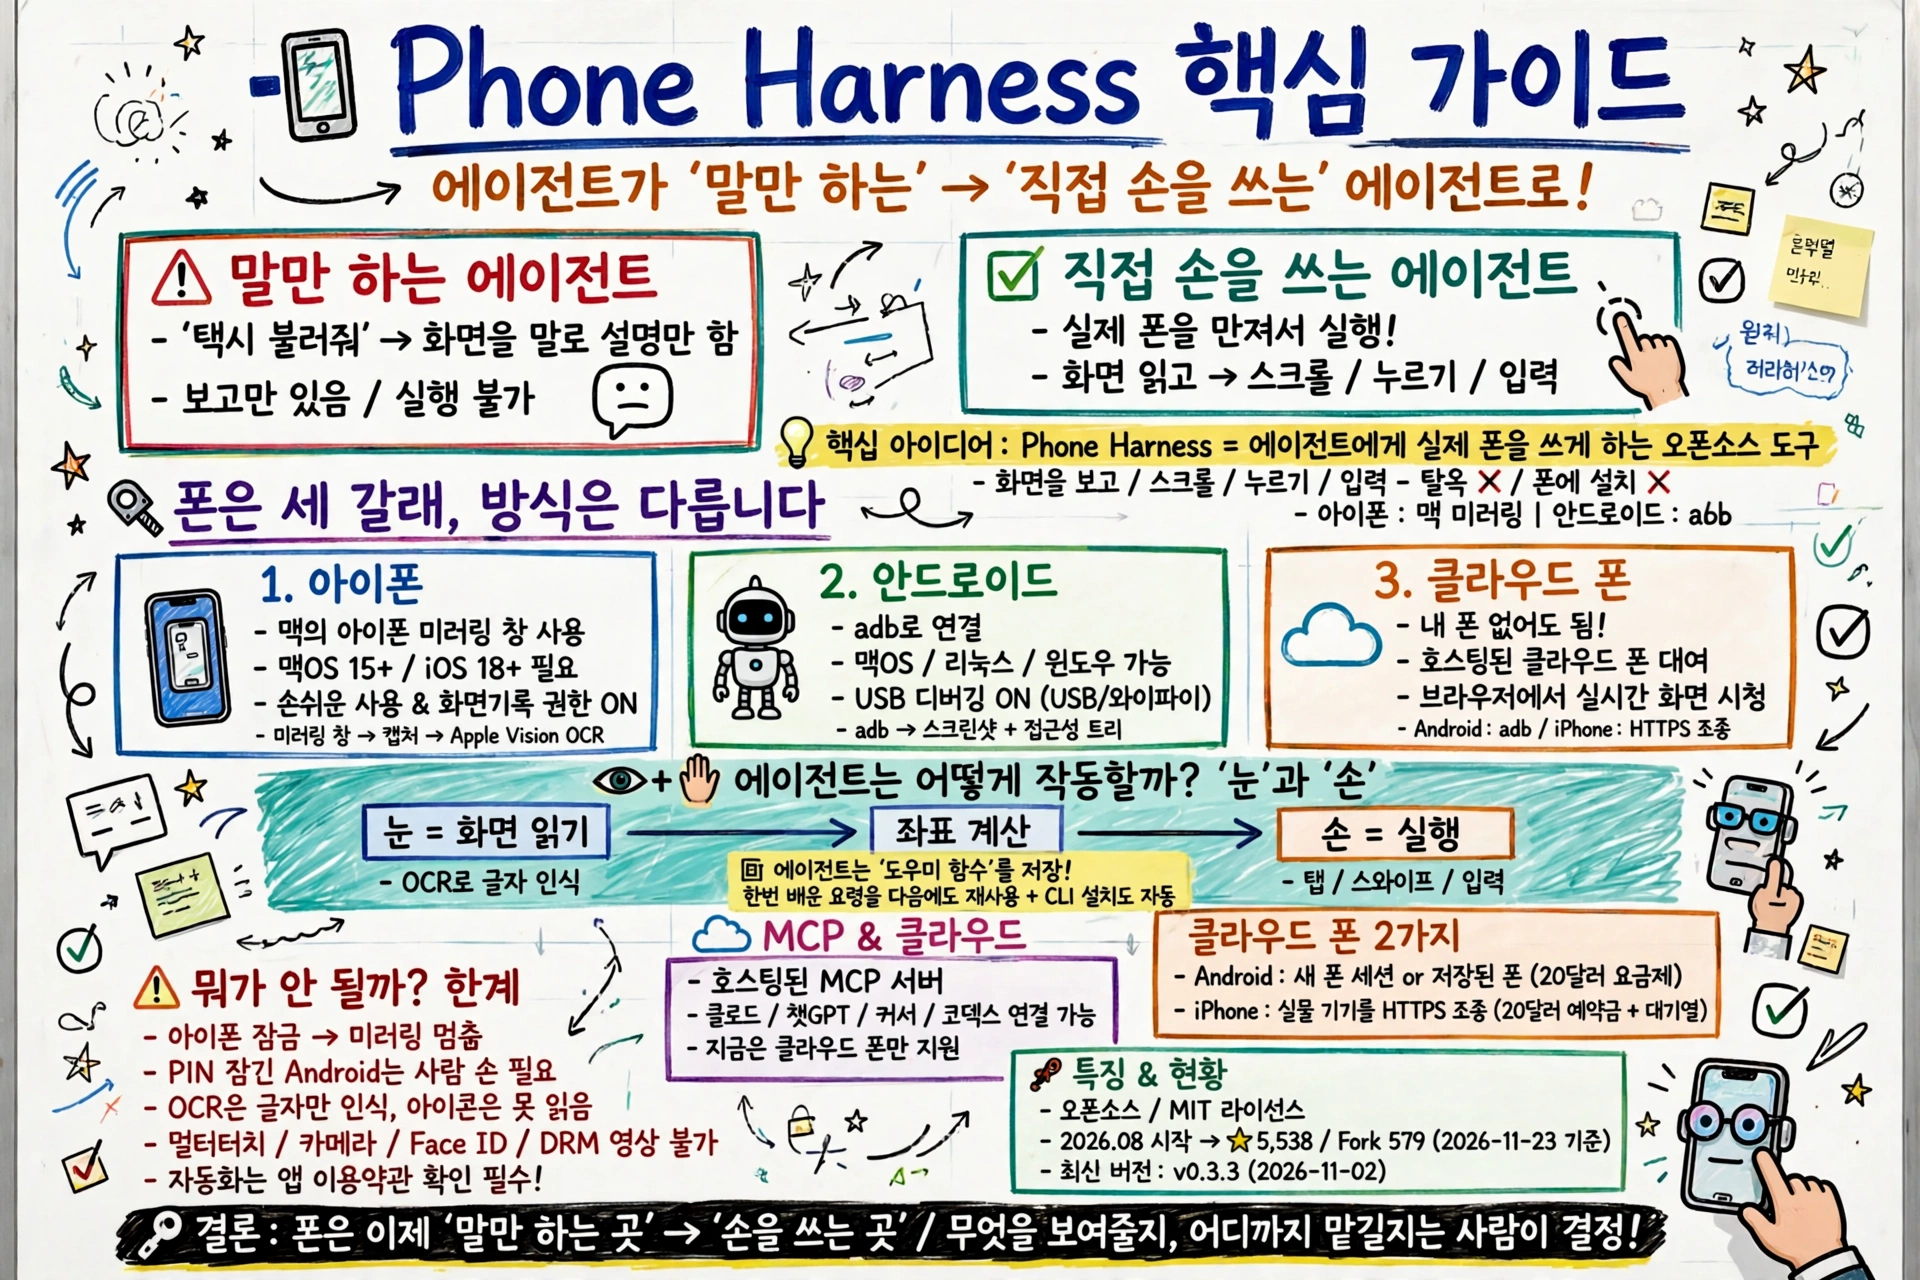 Phone Harness 핵심 가이드
에이전트가 '말만 하는' → '직접 손을 쓰는' 에이전트로!
말만 하는 에이전트
- '택시 불러줘' → 화면을 말로 설명만 함
- 보고만 있음 / 실행 불가
직접 손을 쓰는 에이전트
- 실제 폰을 만져서 실행!
- 화면 읽고 → 스크롤 / 누르기 / 입력
핵십 아이디어 : Phone Harness = 에이전트에게 실제 폰을 쓰게 하는 오폰소스 도구
- 화면을 보고 / 스크롤 / 누르기 / 입력 - 탈옥 ❌ / 폰에 설치 ❌
- 아이폰 : 맥 미러링 | 안드로이드 : a6b
폰은 세 갈래, 방식은 다릅니다
1. 아이폰
- 맥의 아이폰 미러링 창 사용
- 맥OS 15+ / iOS 18+ 필요
- 손쉬운 사용 & 화면기록 권한 ON
- 미러링 창 → 캡처 → Apple Vision OCR
2. 안드로이드
- adb로 연결
- 맥OS / 리눅스 / 윈도우 가능
- USB 디버깅 ON (USB/와이파이)
- adb → 스크린샷 + 접근성 트리
3. 클라우드 폰
- 내 폰 없어도 됨!
- 호스팅된 클라우드 폰 대여
- 브라우저에서 실시간 화면 시청
- Android : adb / iPhone : HTTPS 조종
+ 에이전트는 어떻게 작동할까? '눈'과 '손'
눈 = 화면 읽기
- OCR로 글자 인식
좌표 계산
손 = 실행
- 탭 / 스와이프 / 입력
에이전트는 '도우미 함수'를 저장!
한번 배운 요령을 다음에도 재사용 + CLI 설치도 자동
MCP & 클라우드
- 호스팅된 MCP 서버
- 클로드 / 챗GPT / 커서 / 코덱스 연결 가능
- 지금은 클라우드 폰만 지원
클라우드 폰 2가지
- Android : 새 폰 세션 or 저장된 폰 (20달러 요금제)
- iPhone : 실물 기기를 HTTPS 조종 (20달러 예약금 + 대기열)
뭐가 안 될까? 한계
- 아이폰 잠금 → 미러링 멈춤
- PIN 잠긴 Android는 사람 손 필요
- OCR은 글자만 인식, 아이콘은 못 읽음
- 멀터터치 / 카메라 / Face ID / DRM 영상 불가
- 자동화는 앱 이용약관 확인 필수!
특징 & 현황
- 오폰소스 / MIT 라이선스
- 2026.08 시작 → ⭐5,538 / Fork 579 (2026-11-23 기준)
- 최신 버전 : v0.3.3 (2026-11-02)
결론 : 폰은 이제 '말만 하는 곳' → '손을 쓰는 곳' / 무엇을 보여줄지, 어디까지 맡길지는 사람이 결정!